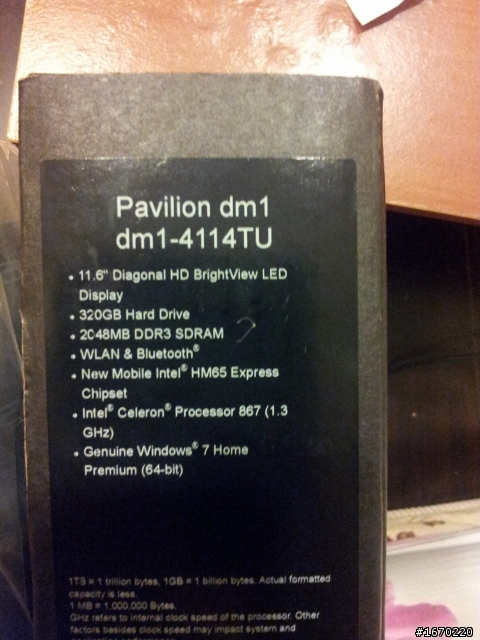 Pavilion dm1
dm1-4114TU
• 11.6" Diagonal HD BrightView LED
Display
• 320GB Hard Drive
• 2048MB DDR3 SDRAM
• WLAN & Bluetooth®
• New Mobile Intel® HM65 Express
Chipset
• Intel® Celeron® Processor 867 (1.3
GHz)
• Genuine Windows® 7 Home
Premium (64-bit)
1TB = 1 trillion bytes, 1GB = 1 billion bytes. Actual formatted
capacity is less.
1 MB = 1,000,000 Bytes.
GHz refers to internal clock speed of the processor. Other
factors besides clock speed may impact system and
#1670220